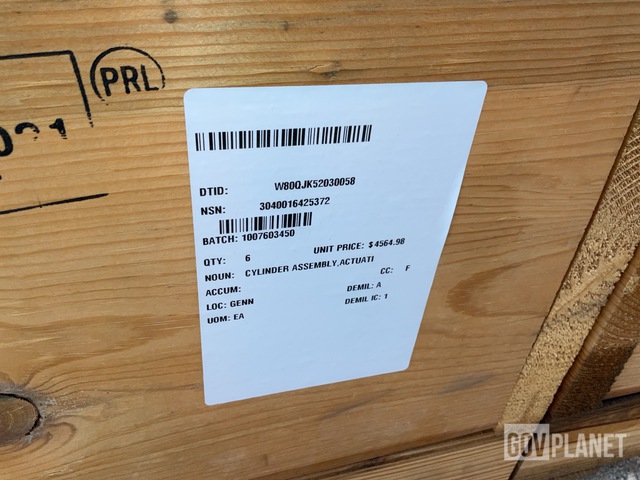 PRL
DTID: W80QJK52030058
NSN: 3040016425372
BATCH: 1007603450
QTY: 6 UNIT PRICE: $4564.98
NOUN: CYLINDER ASSEMBLY,ACTUATI
ACCUM: CC: F
LOC: GENN DEMIL: A
UOM: EA DEMIL IC: 1
GOVPLANET